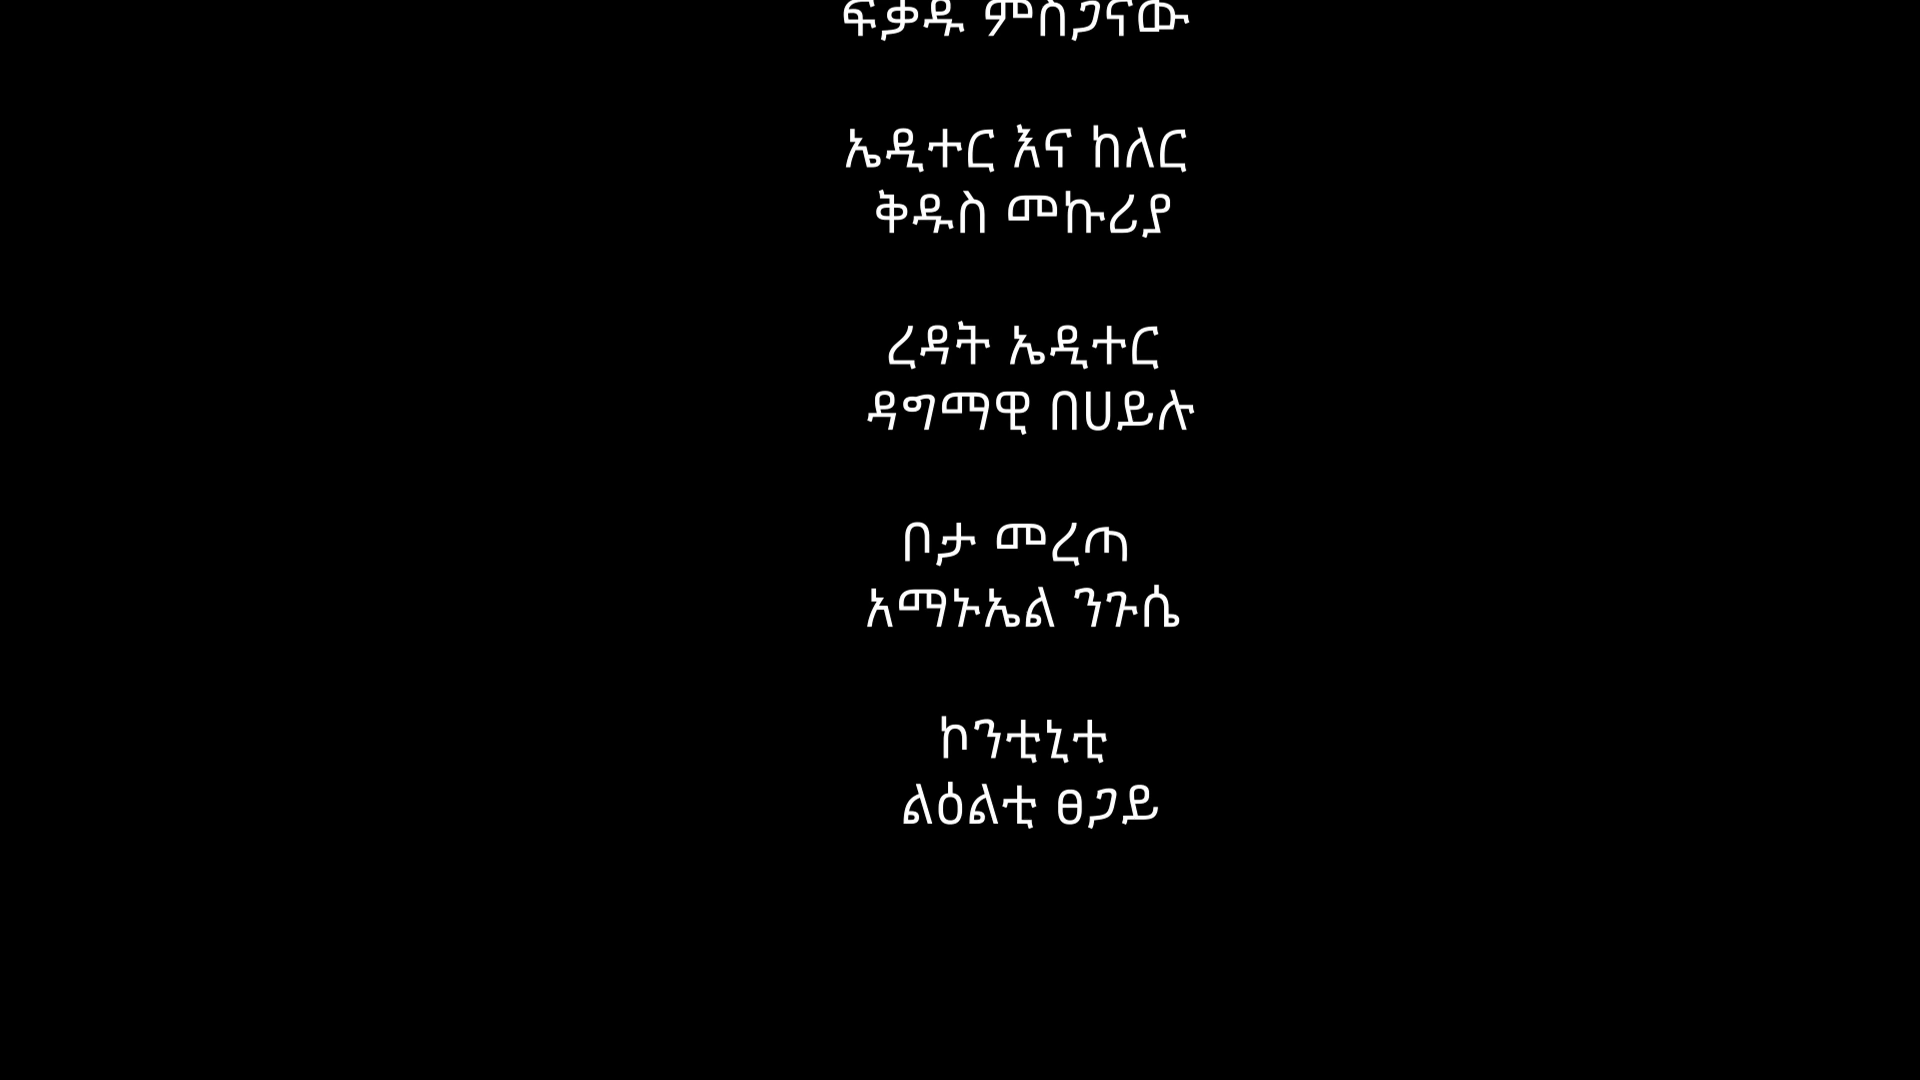 ፍቃዱ ምስጋናው
ኤዲተር እና ከለር
ቅዱስ መኩሪያ
ረዳት ኤዲተር
ዳግማዊ በሀይሉ
ቦታ መረጣ
አማኑኤል ንጉሴ
ኮንቲኒቲ
ልዕልቲ ፀጋይ